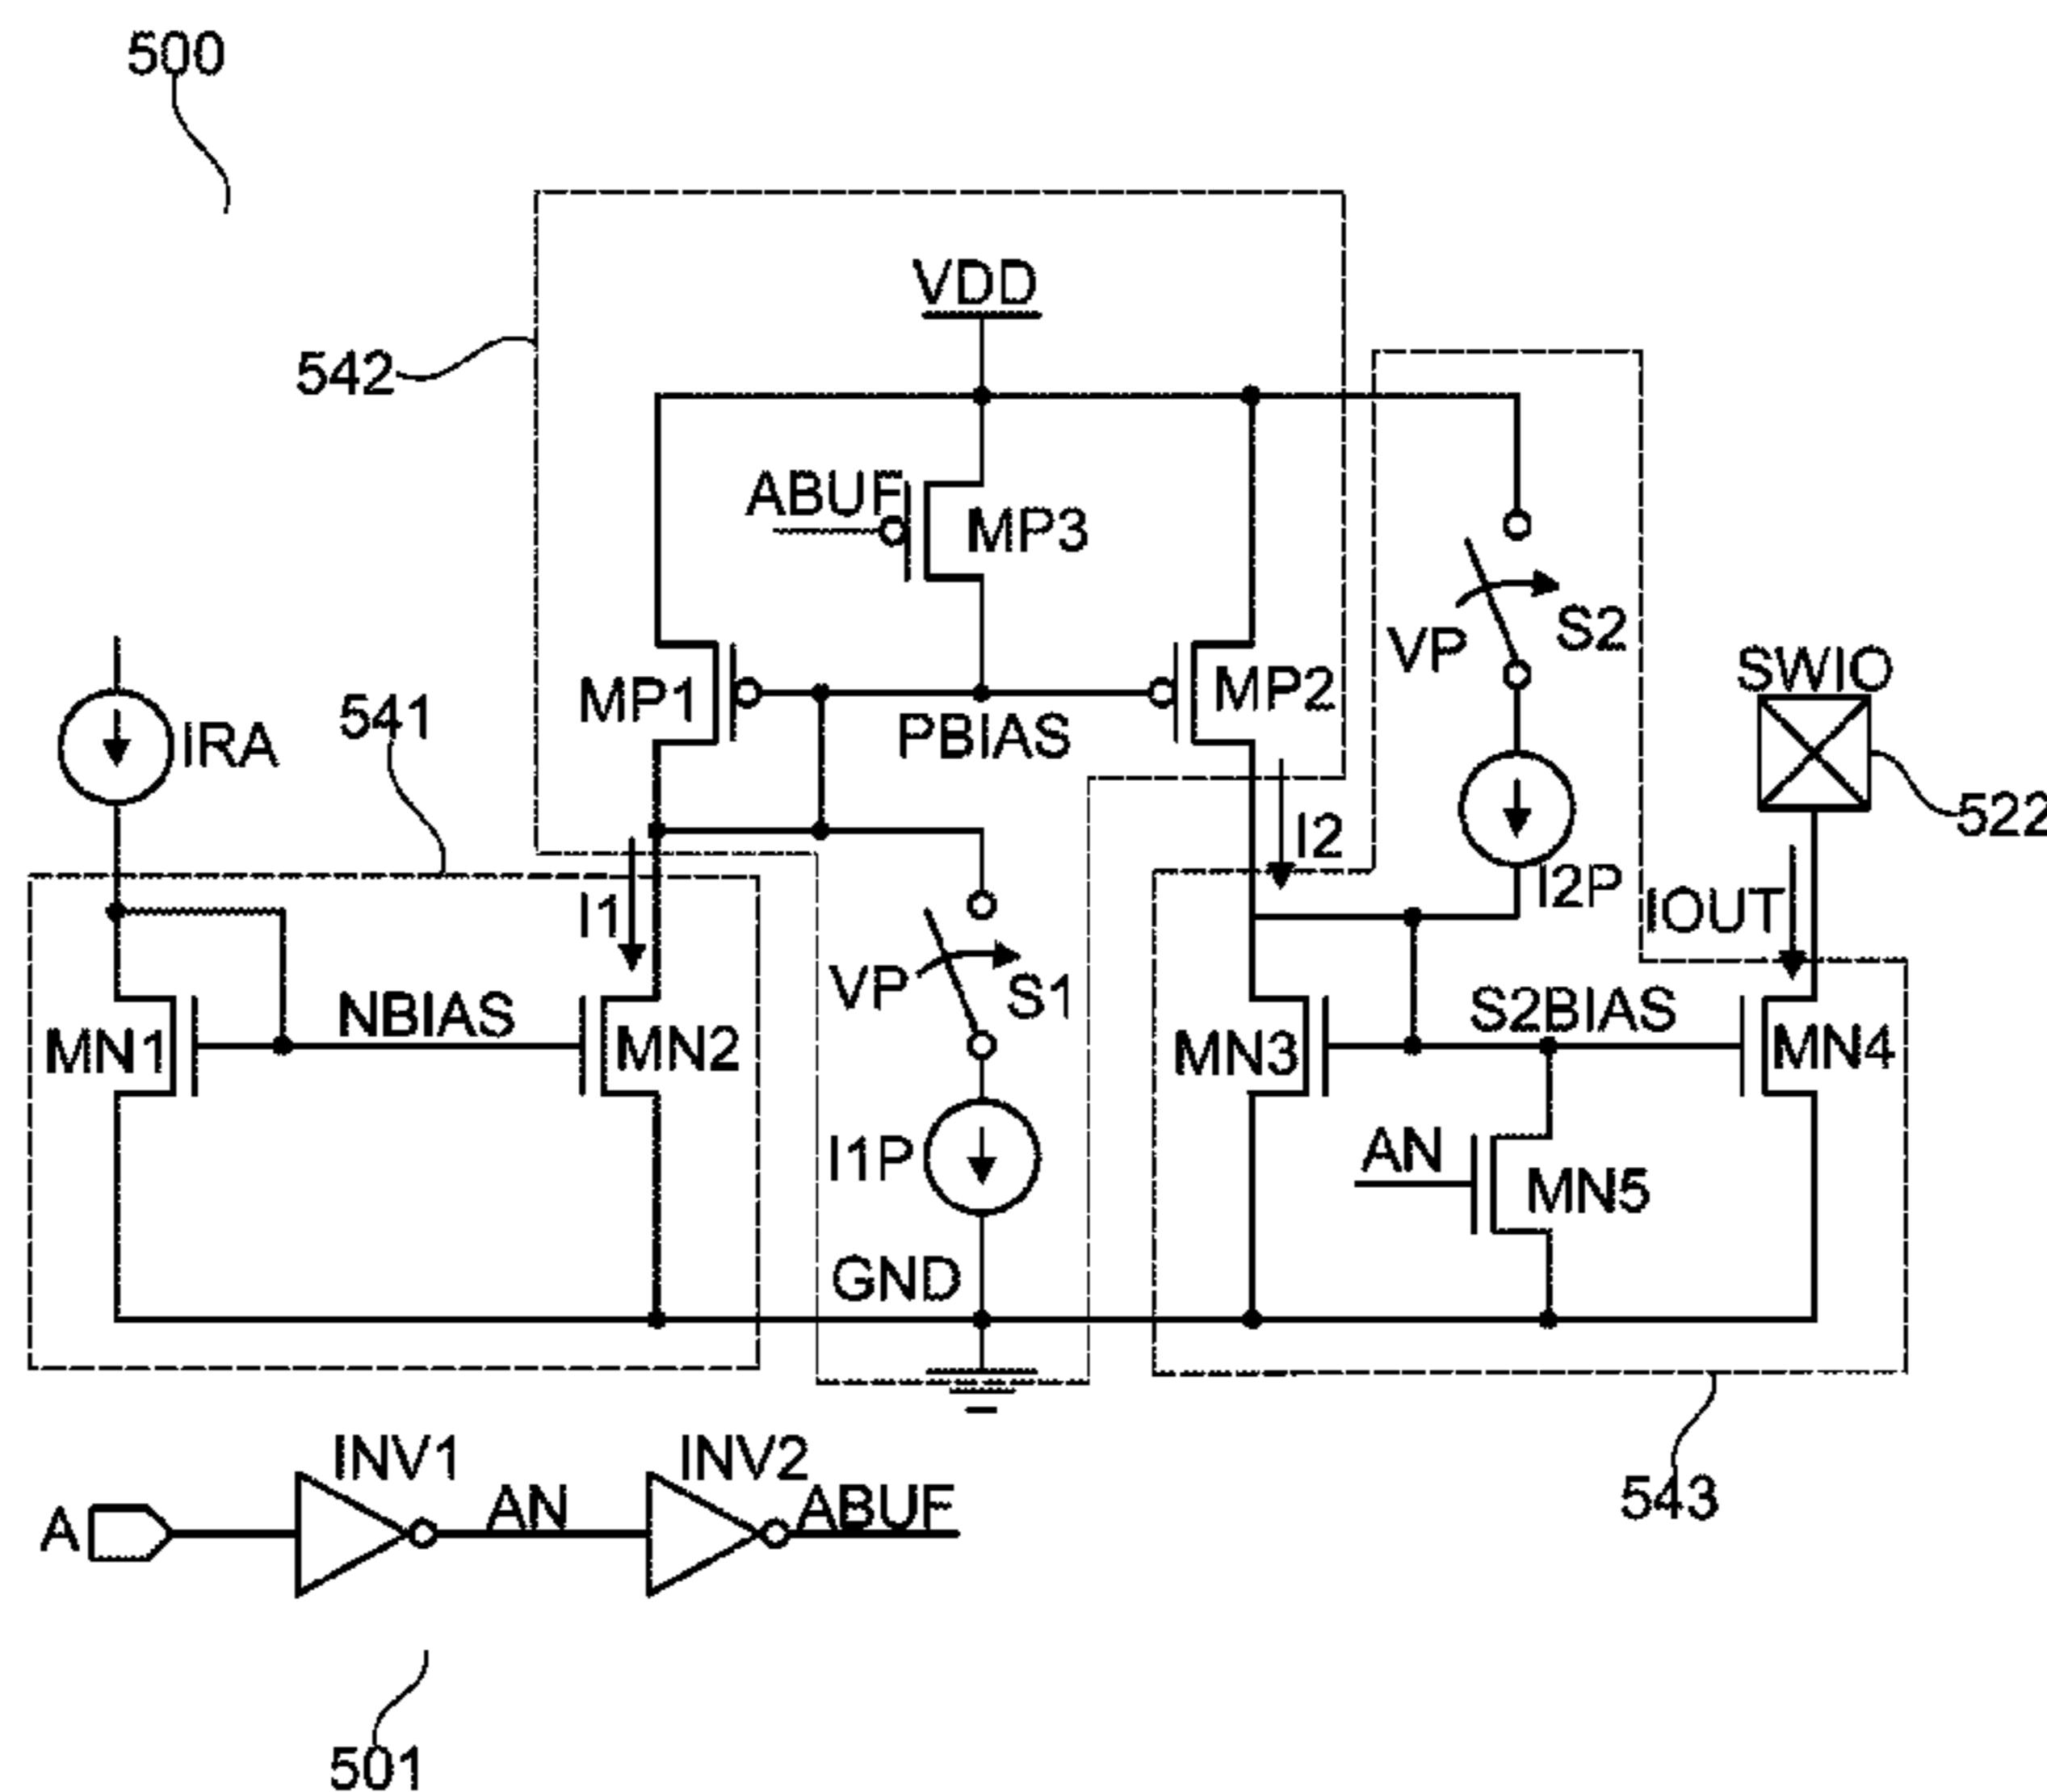 500
VDD
542
ABUF
MP3
S2
VP
SWIO
MP1
MP2
541
IRA
PBIAS
522
I2
I2P
I1
IOUT
VP
S1
NBIAS
S2BIAS
MN1
MN2
MN3
MN4
I1P
AN
MN5
GND
INV1
INV2
A
AN
ABUF
543
501